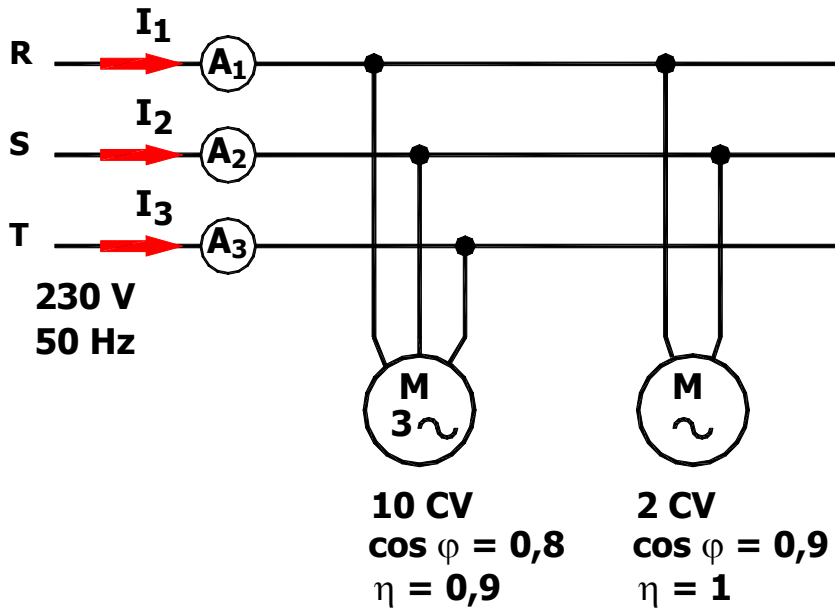 I1
R A1
I2
S A2
I3
T A3
230 V
50 Hz
M
3
M
10 CV
cos φ = 0,8
η = 0,9
2 CV
cos φ = 0,9
η = 1